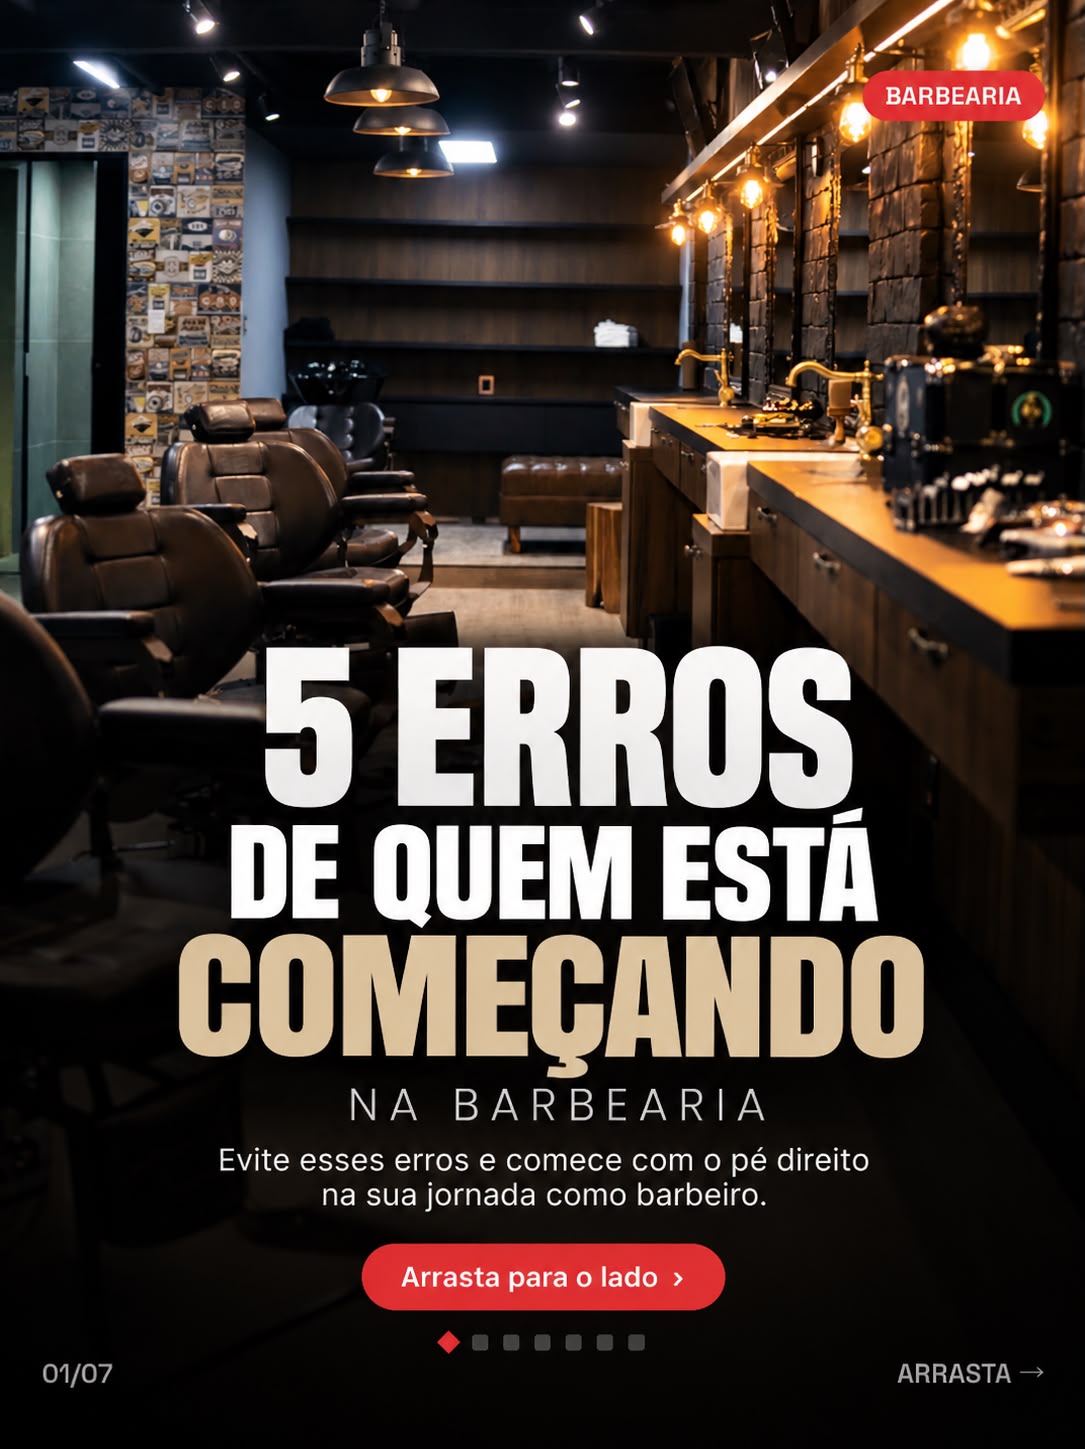 BARBEARIA
5 ERROS
DE QUEM ESTÁ
COMEÇANDO
NA BARBEARIA
Evite esses erros e comece com o pé direito
na sua jornada como barbeiro.
Arrasta para o lado ›
01/07
ARRASTA →